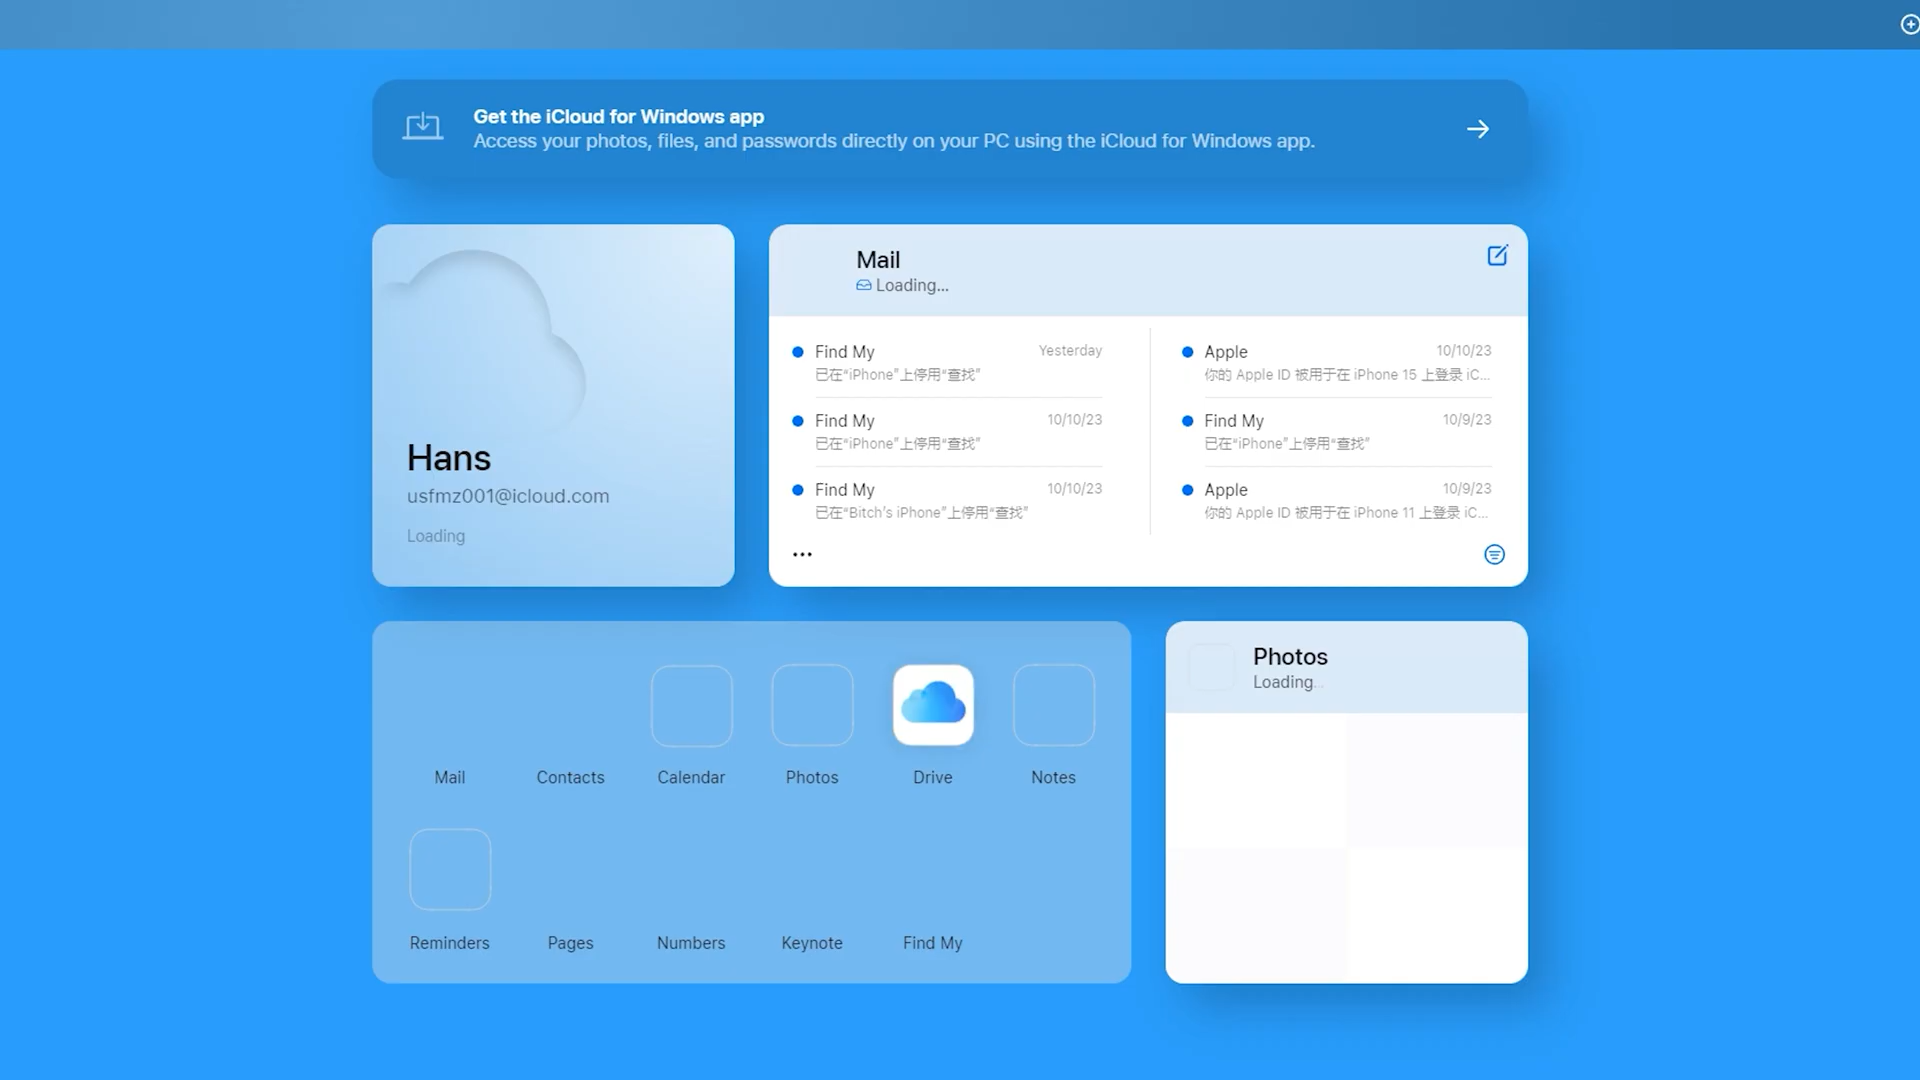 Get the iCloud for Windows app
Access your photos, files, and passwords directly on your PC using the iCloud for Windows app.
Hans
usfmz001@icloud.com
Loading
Mail
Loading...
Find My
Yesterday
已在“iPhone”上停用“查找”
Find My
10/10/23
已在“iPhone”上停用“查找”
Find My
10/10/23
已在“Bitch’s iPhone”上停用“查找”
Apple
10/10/23
你的 Apple ID 被用于在 iPhone 15 上登录 iC...
Find My
10/9/23
已在“iPhone”上停用“查找”
Apple
10/9/23
你的 Apple ID 被用于在 iPhone 11 上登录 iC...
Mail
Contacts
Calendar
Photos
Drive
Notes
Reminders
Pages
Numbers
Keynote
Find My
Photos
Loading...